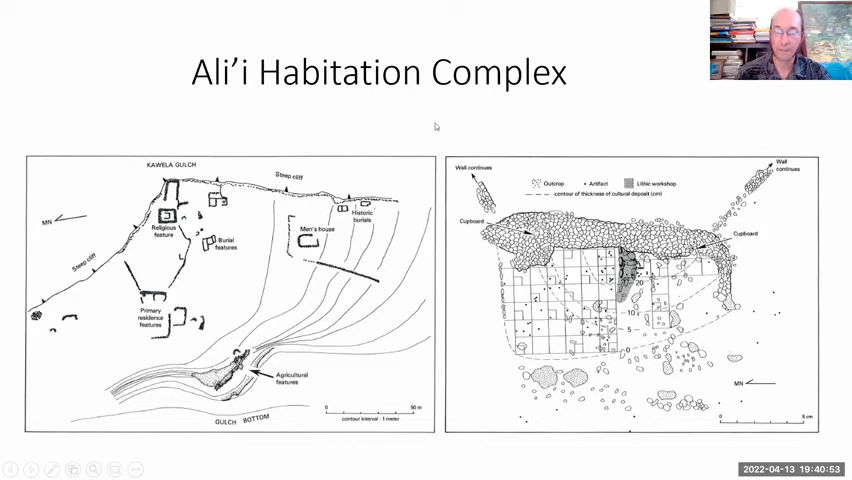 Ali’i Habitation Complex
KAWELA GULCH
Steep cliff
MN
Religious
feature
Burial
features
Men's house
Historic
burials
Steep cliff
Primary
residence
features
Agricultural
features
0
50 m
contour interval · 1 meter
GULCH BOTTOM
Wall continues
Wall
continues
Outcrop
Artifact
Lithic workshop
contour of thickness of cultural deposit (cm)
Cupboard
Cupboard
20
10
5
0
MN
0
5 cm
2022-04-13 19:40:53